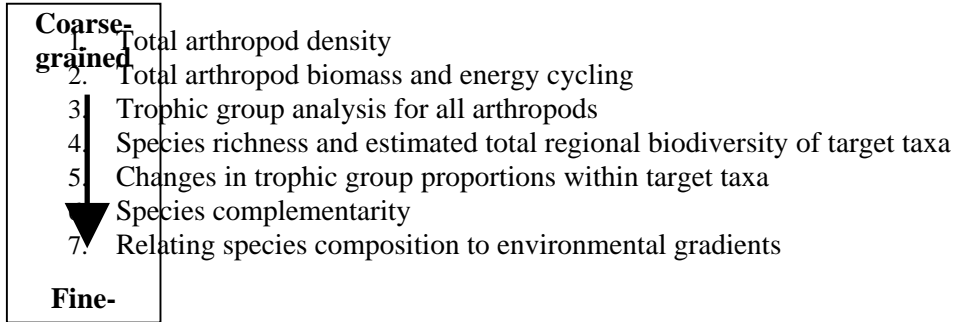 Coarse-
grained
1. Total arthropod density
2. Total arthropod biomass and energy cycling
3. Trophic group analysis for all arthropods
4. Species richness and estimated total regional biodiversity of target taxa
5. Changes in trophic group proportions within target taxa
Species complementarity
7. Relating species composition to environmental gradients
Fine-